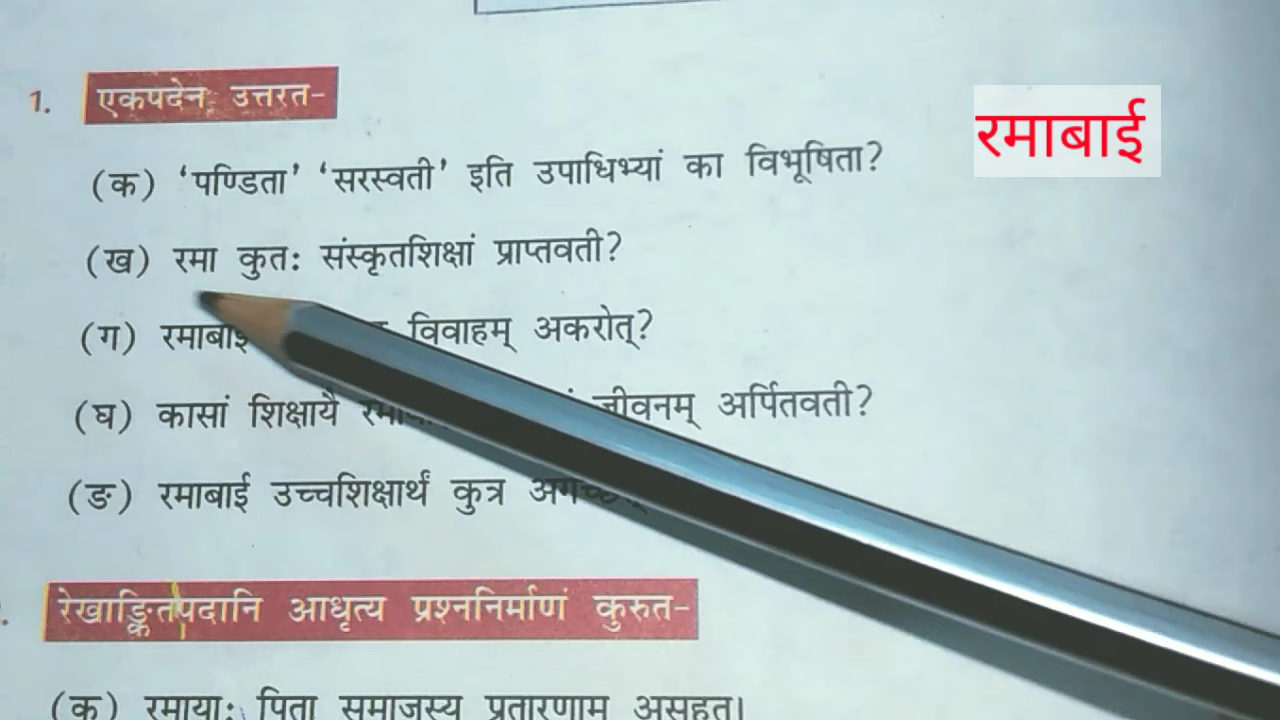 1. एकपदेन उत्तरत-
रमाबाई
(क) 'पण्डिता' 'सरस्वती' इति उपाधिभ्यां का विभूषिता?
(ख) रमा कुतः संस्कृतशिक्षां प्राप्तवती?
(ग) रमाबाई विवाहम् अकरोत्?
(घ) कासां शिक्षायै जीवनम् अर्पितवती?
(ङ) रमाबाई उच्चशिक्षार्थं कुत्र
रेखाङ्कितपदानि आधृत्य प्रश्ननिर्माणं कुरुत-
(क) रमायाः पिता समाजस्य प्रतारणाम् असहत।